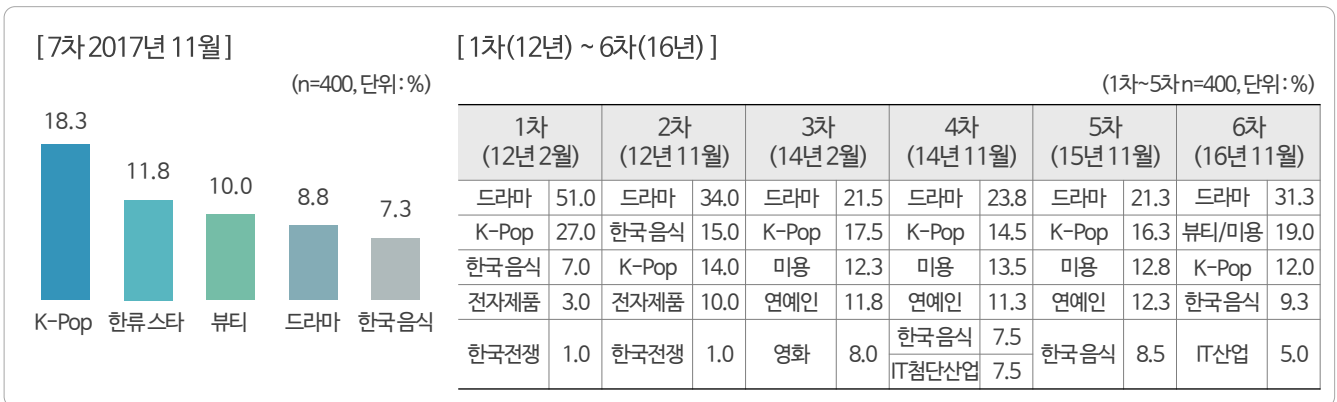 [ 7차 2017년 11월 ]
(n=400, 단위 : %)
18.3
11.8
10.0
8.8
7.3
K-Pop 한류 스타 뷰티 드라마 한국 음식
[ 1차(12년) ~ 6차(16년) ]
(1차~5차 n=400, 단위 : %)
1차 2차 3차 4차 5차 6차
(12년 2월) (12년 11월) (14년 2월) (14년 11월) (15년 11월) (16년 11월)
드라마 51.0 드라마 34.0 드라마 21.5 드라마 23.8 드라마 21.3 드라마 31.3
K-Pop 27.0 한국 음식 15.0 K-Pop 17.5 K-Pop 14.5 K-Pop 16.3 뷰티/미용 19.0
한국 음식 7.0 K-Pop 14.0 미용 12.3 미용 13.5 미용 12.8 K-Pop 12.0
전자제품 3.0 전자제품 10.0 연예인 11.8 연예인 11.3 연예인 12.3 한국 음식 9.3
한국전쟁 1.0 한국전쟁 1.0 영화 8.0 한국 음식 7.5 한국 음식 8.5 IT산업 5.0
IT첨단산업 7.5